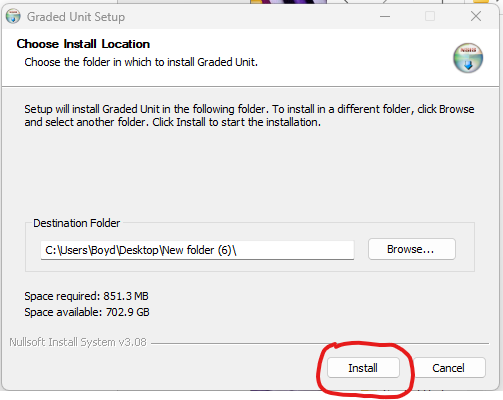 Graded Unit Setup
Choose Install Location
Choose the folder in which to install Graded Unit.
Setup will install Graded Unit in the following folder. To install in a different folder, click Browse
and select another folder. Click Install to start the installation.
Destination Folder
C:\Users\Boyd\Desktop\New folder (6)\
Browse...
Space required: 851.3 MB
Space available: 702.9 GB
Nullsoft Install System v3.08
Install
Cancel